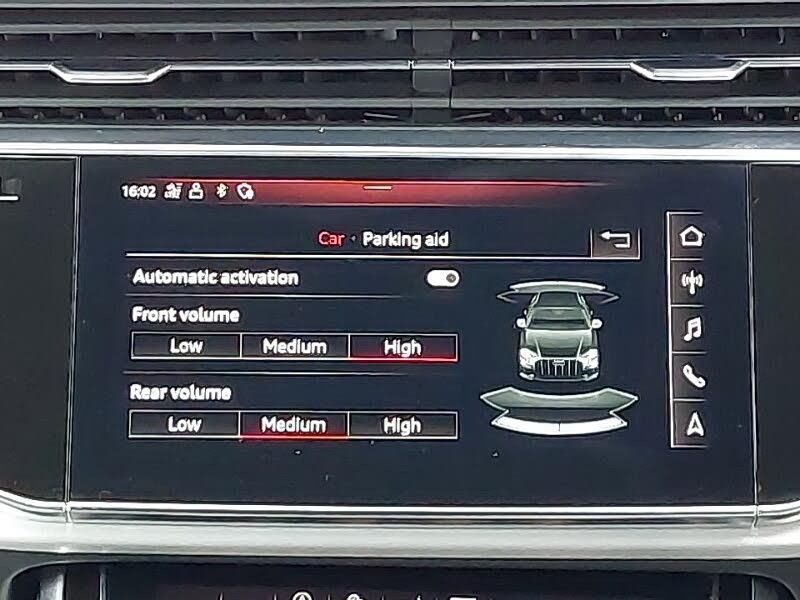 16:02
Car · Parking aid
Automatic activation
Front volume
Low Medium High
Rear volume
Low Medium High